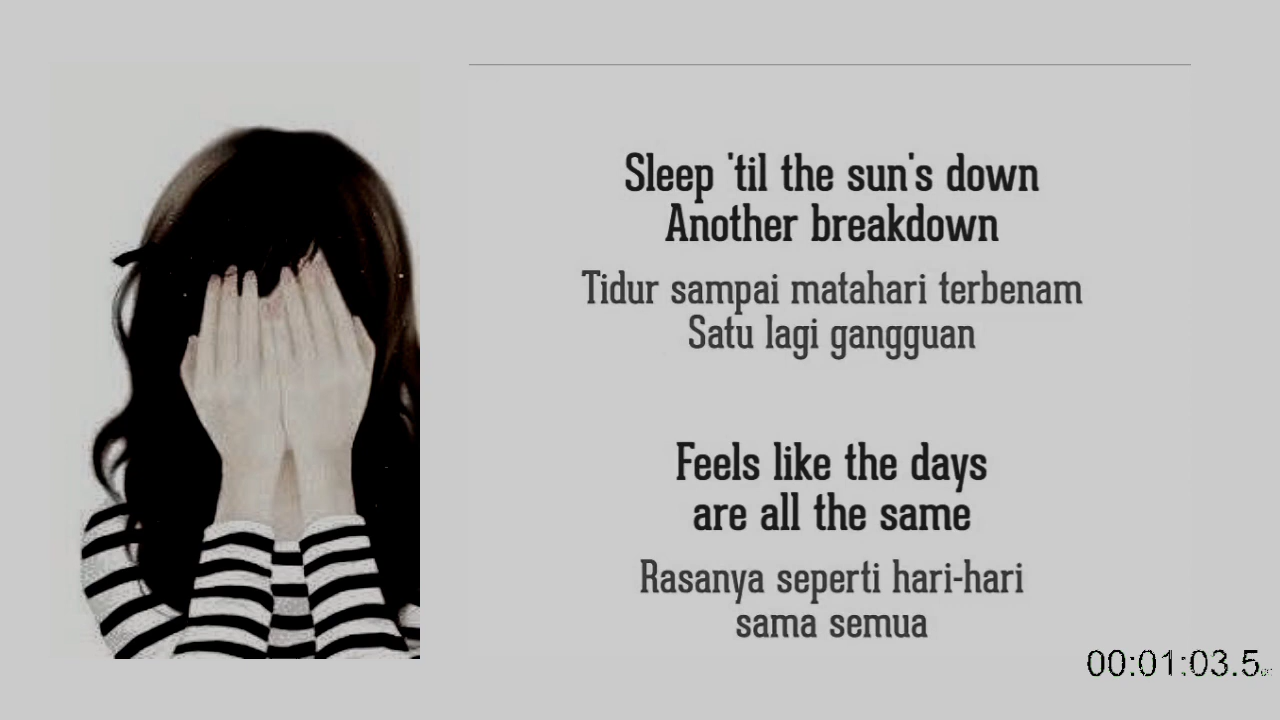 Sleep 'til the sun's down
Another breakdown
Tidur sampai matahari terbenam
Satu lagi gangguan
Feels like the days
are all the same
Rasanya seperti hari-hari
sama semua
00:01:03.5